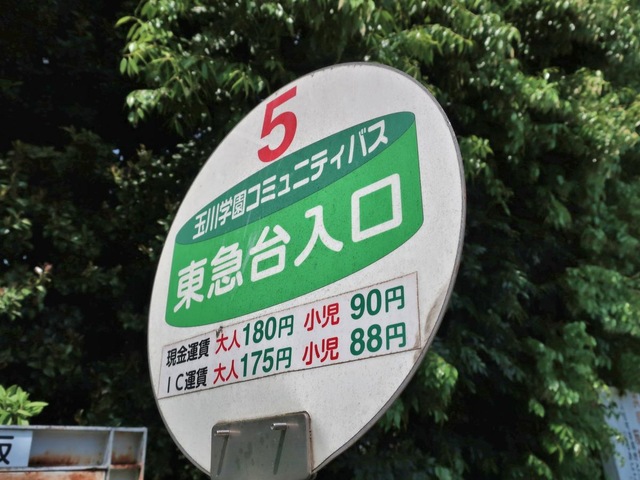 5
玉川学園コミュニティバス
東急台入口
現金運賃 大人180円 小児 90円
IC運賃 大人175円 小児 88円